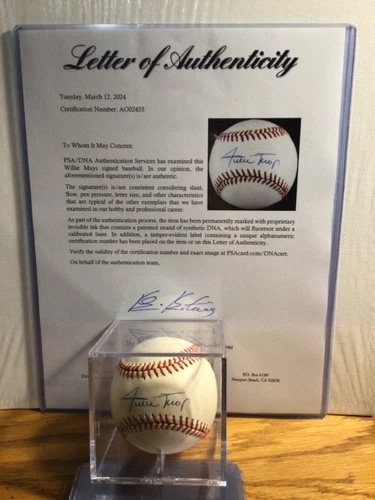 Letter of Authenticity
Tuesday, March 12, 2024
Certification Number: AO02455
To Whom It May Concern:
PSA/DNA Authentication Services has examined this
Willie Mays signed baseball. In our opinion, the
aforementioned signature(s) is/are authentic.
The signature(s) is/are consistent considering slant,
flow, pen pressure, letter size, and other characteristics
that are typical of the other exemplars that we have
examined in our hobby and professional career.
Willie Mays
As part of the authentication process, the item has been permanently marked with proprietary
invisible ink that contains a patented strand of synthetic DNA, which will fluoresce under a
calibrated laser. In addition, a tamper-evident label containing a unique alphanumeric
certification number has been placed on the item or on this Letter of Authenticity.
Verify the validity of the certification number and exact image at PSAcard.com/DNAcert.
On behalf of the authentication team,
P.O. Box 6180
Newport Beach, CA 92658
Willie Mays